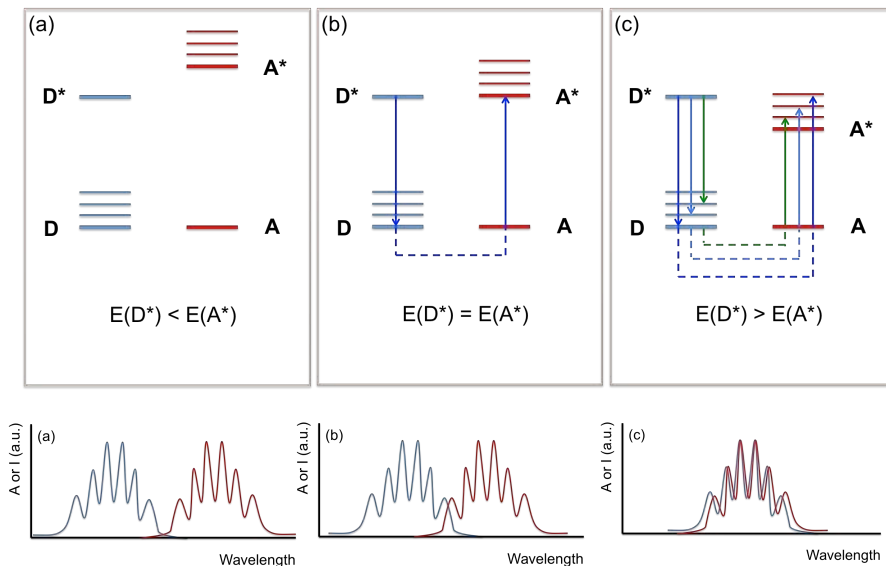 (a)
A*
D*
D
A
E(D*) < E(A*)
(b)
D*
A*
D
A
E(D*) = E(A*)
(c)
D*
A*
D
A
E(D*) > E(A*)
(a)
A or I (a.u.)
Wavelength
(b)
A or I (a.u.)
Wavelength
(c)
A or I (a.u.)
Wavelength